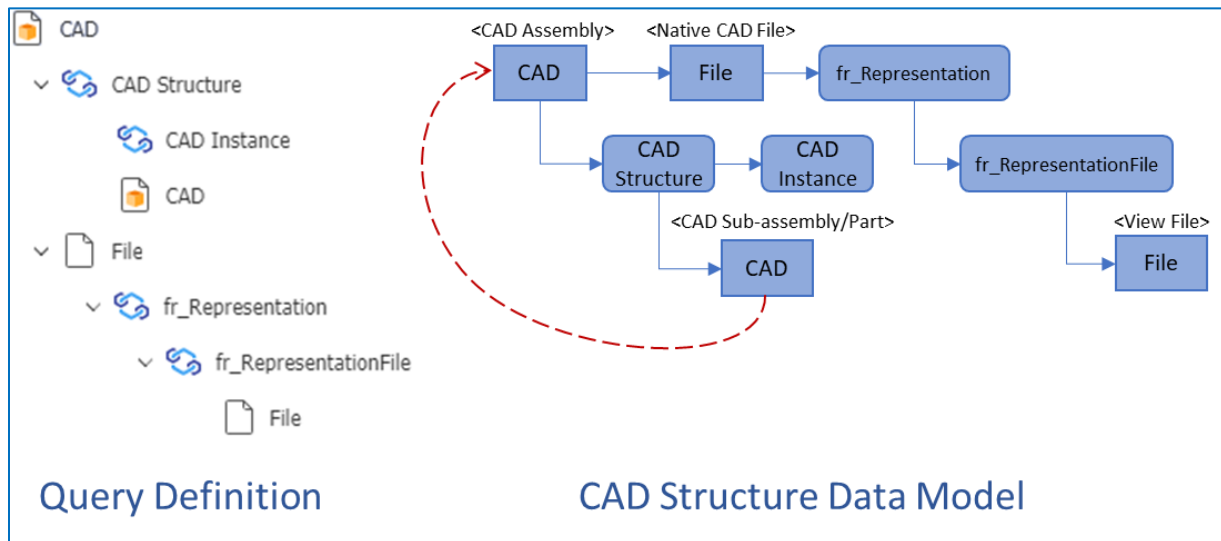 CAD
CAD Structure
CAD Instance
CAD
File
fr_Representation
fr_RepresentationFile
File
Query Definition
<CAD Assembly>
<Native CAD File>
CAD
File
fr_Representation
CAD
Structure
CAD
Instance
fr_RepresentationFile
<CAD Sub-assembly/Part>
<View File>
CAD
File
CAD Structure Data Model